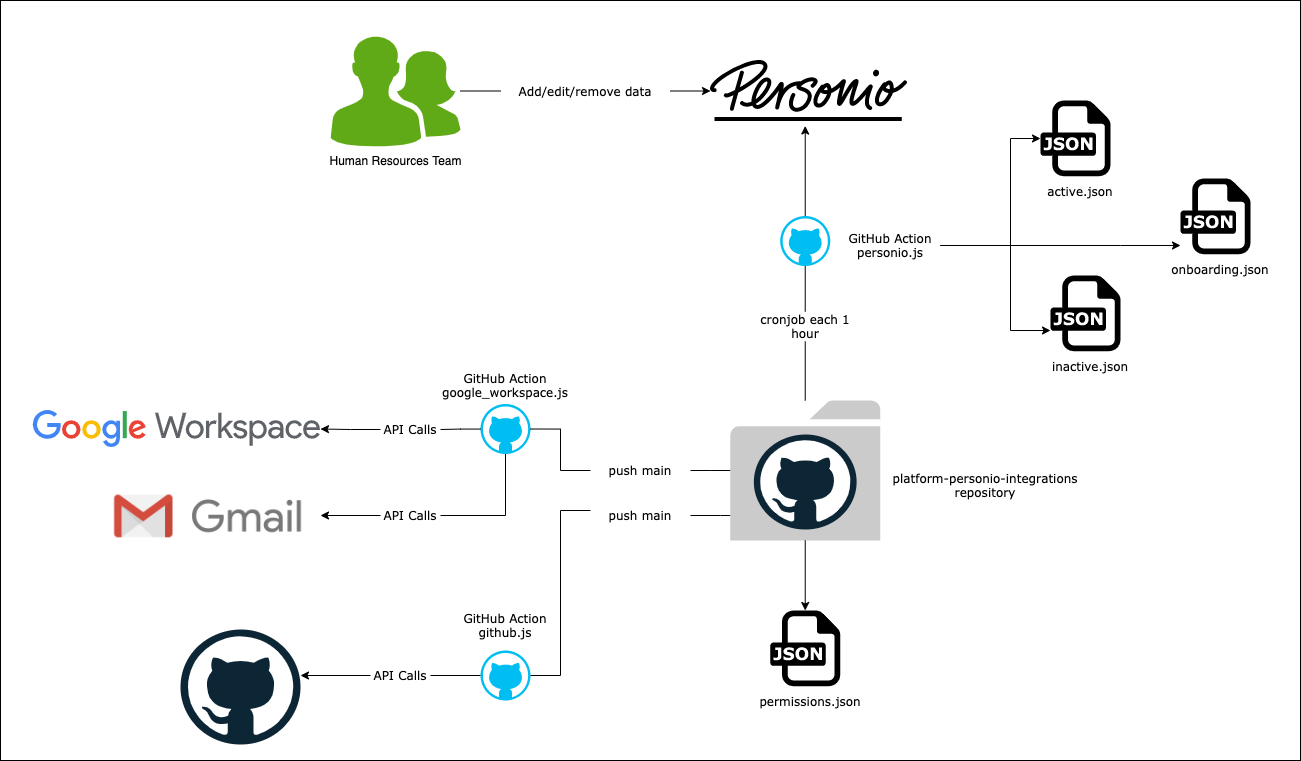 Personio
Add/edit/remove data
Human Resources Team
JSON
active.json
JSON
onboarding.json
GitHub Action
personio.js
JSON
inactive.json
cronjob each 1
hour
GitHub Action
google_workspace.js
Google Workspace
API Calls
push main
platform-personio-integrations
repository
Gmail
API Calls
push main
GitHub Action
github.js
JSON
API Calls
permissions.json